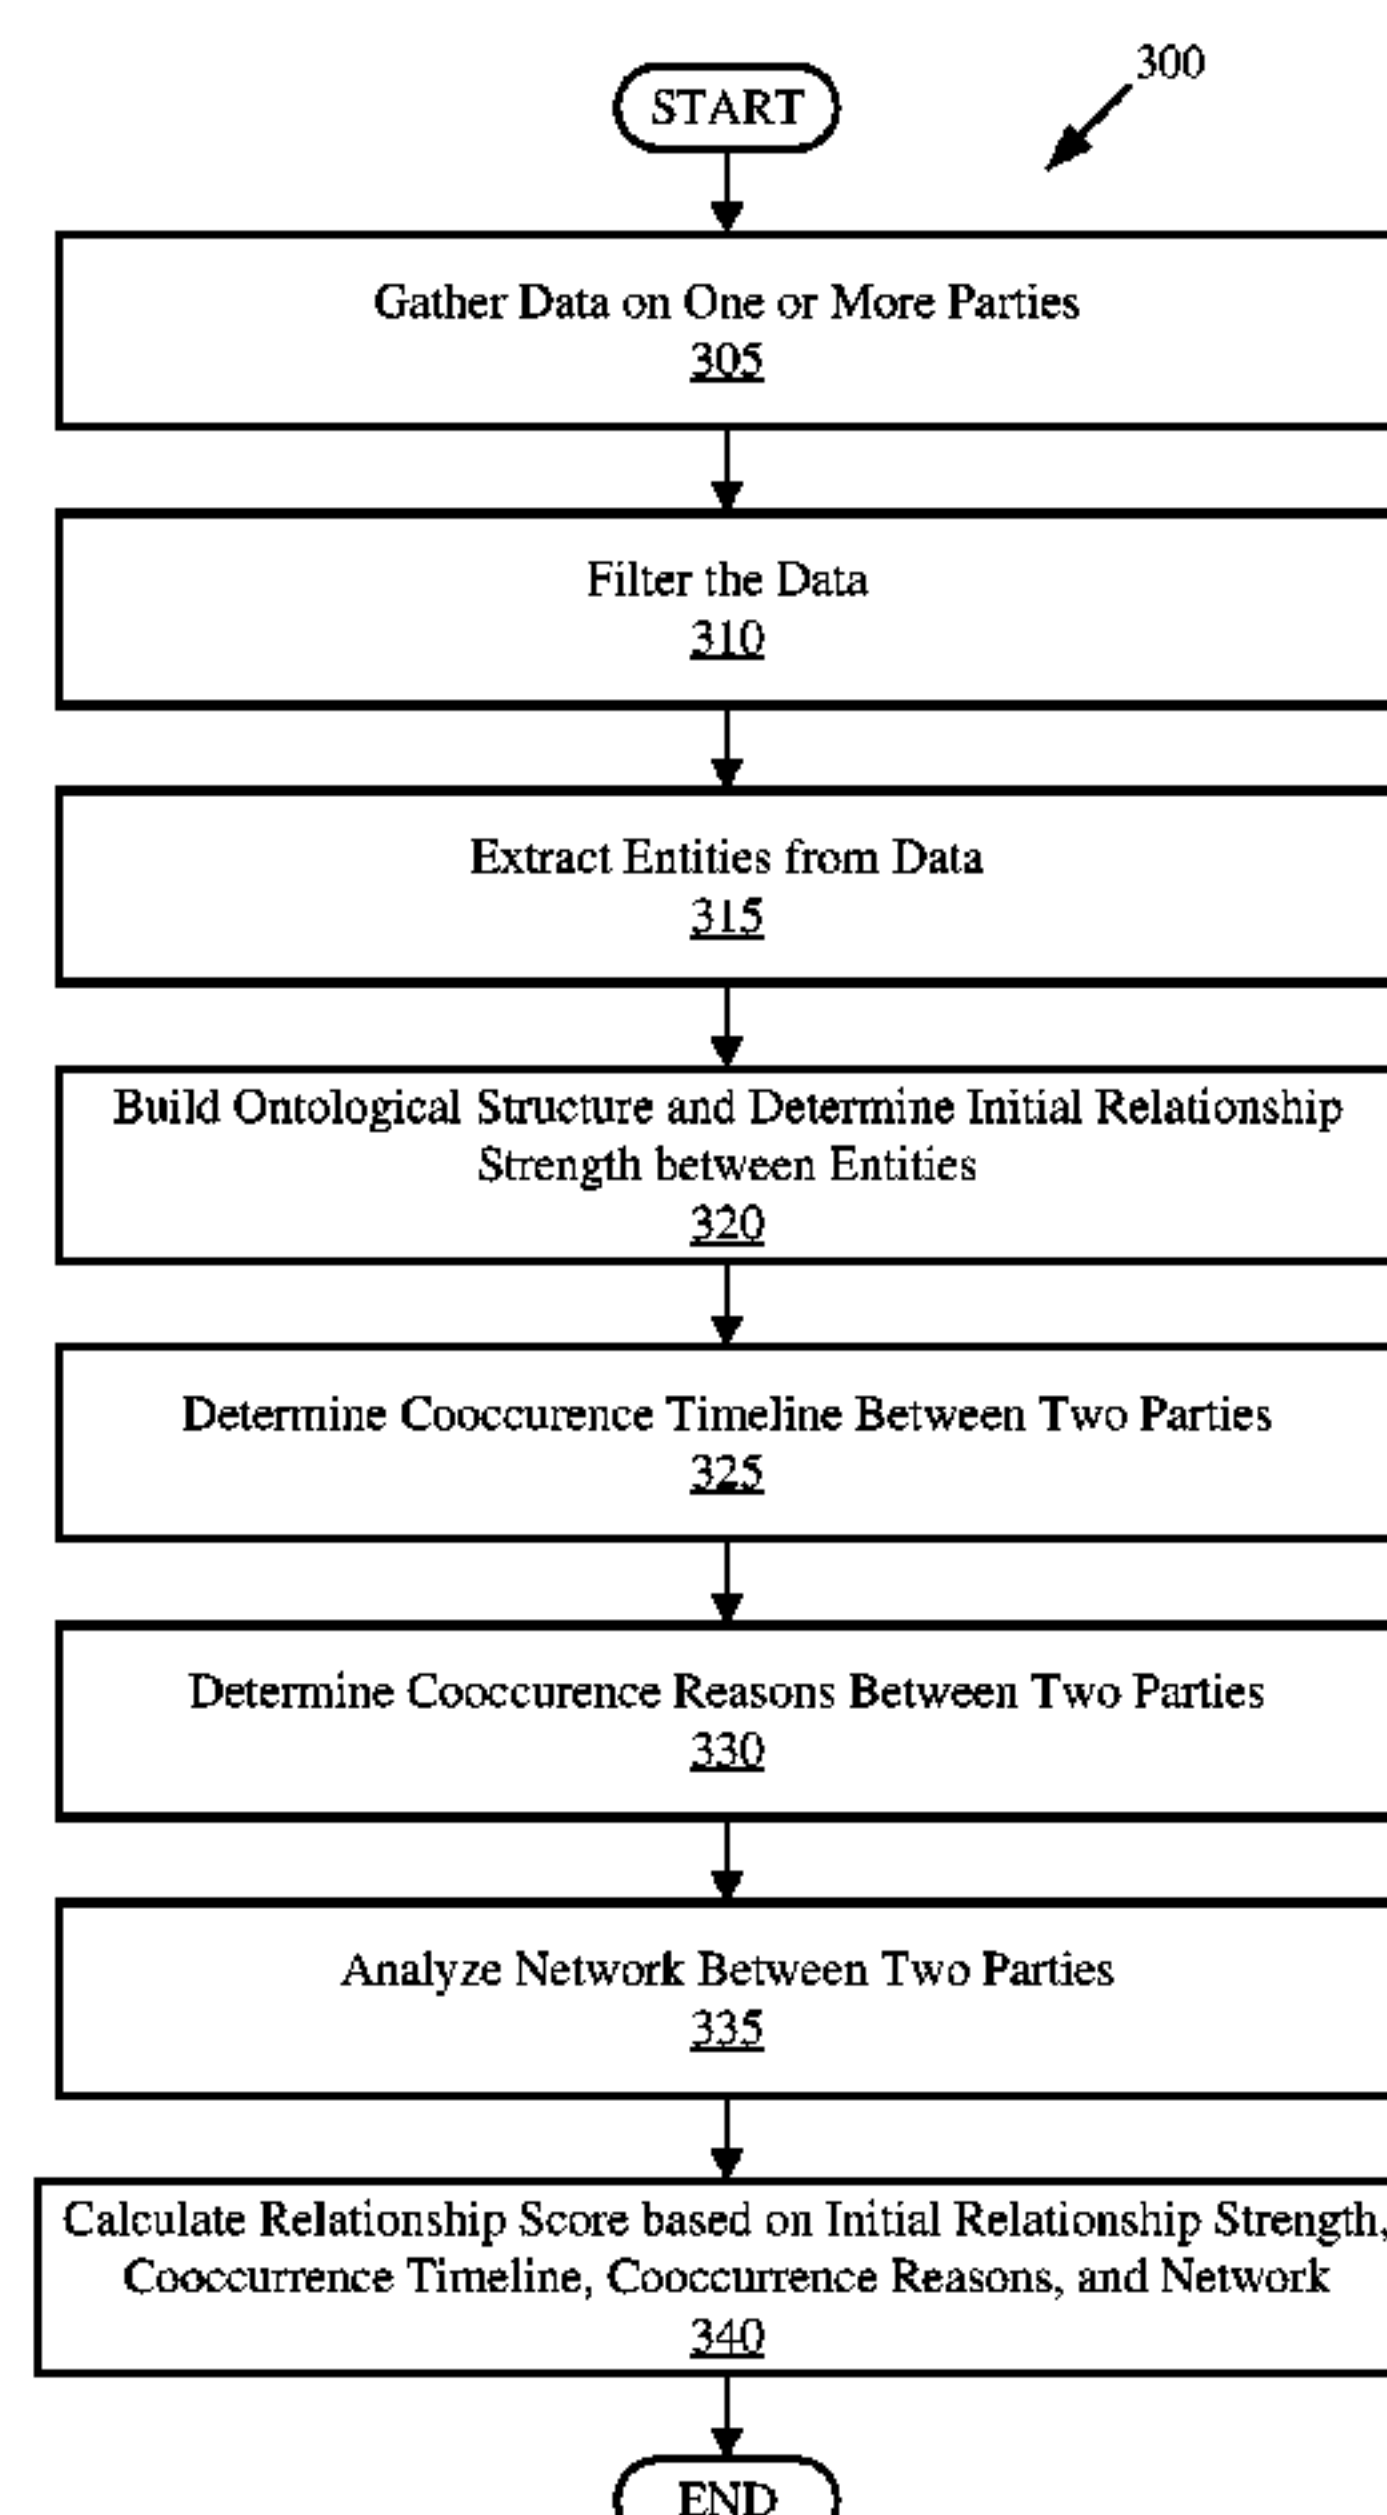 300
START
Gather Data on One or More Parties
305
Filter the Data
310
Extract Entities from Data
315
Build Ontological Structure and Determine Initial Relationship
Strength between Entities
320
Determine Cooccurence Timeline Between Two Parties
325
Determine Cooccurence Reasons Between Two Parties
330
Analyze Network Between Two Parties
335
Calculate Relationship Score based on Initial Relationship Strength,
Cooccurrence Timeline, Cooccurrence Reasons, and Network
340
END